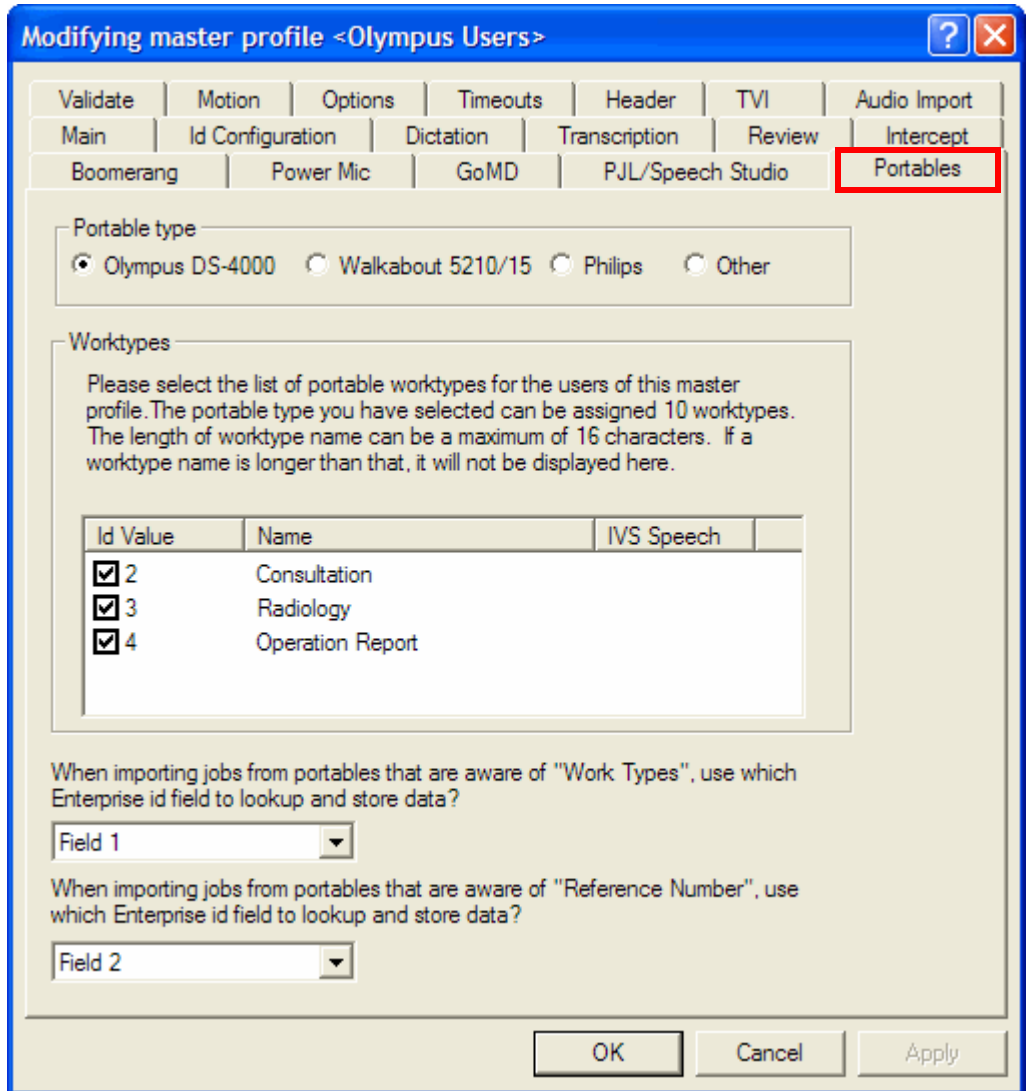 Modifying master profile <Olympus Users>
Validate Motion Options Timeouts Header TVI Audio Import
Main Id Configuration Dictation Transcription Review Intercept
Boomerang Power Mic GoMD PJL/Speech Studio Portables
Portable type
Olympus DS-4000 Walkabout 5210/15 Philips Other
Worktypes
Please select the list of portable worktypes for the users of this master
profile.The portable type you have selected can be assigned 10 worktypes.
The length of worktype name can be a maximum of 16 characters. If a
worktype name is longer than that, it will not be displayed here.
Id Value Name IVS Speech
2 Consultation
3 Radiology
4 Operation Report
When importing jobs from portables that are aware of "Work Types", use which
Enterprise id field to lookup and store data?
Field 1
When importing jobs from portables that are aware of "Reference Number", use
which Enterprise id field to lookup and store data?
Field 2
OK Cancel Apply